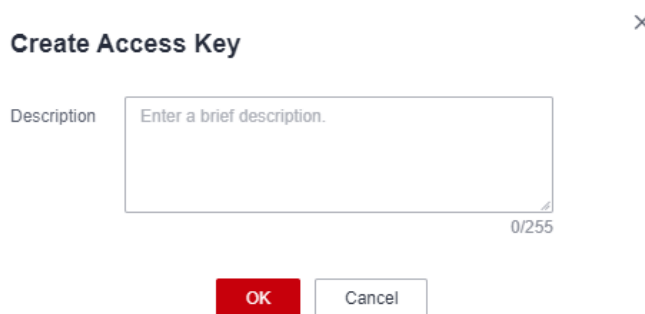 Create Access Key
Description
Enter a brief description.
0/255
OK
Cancel